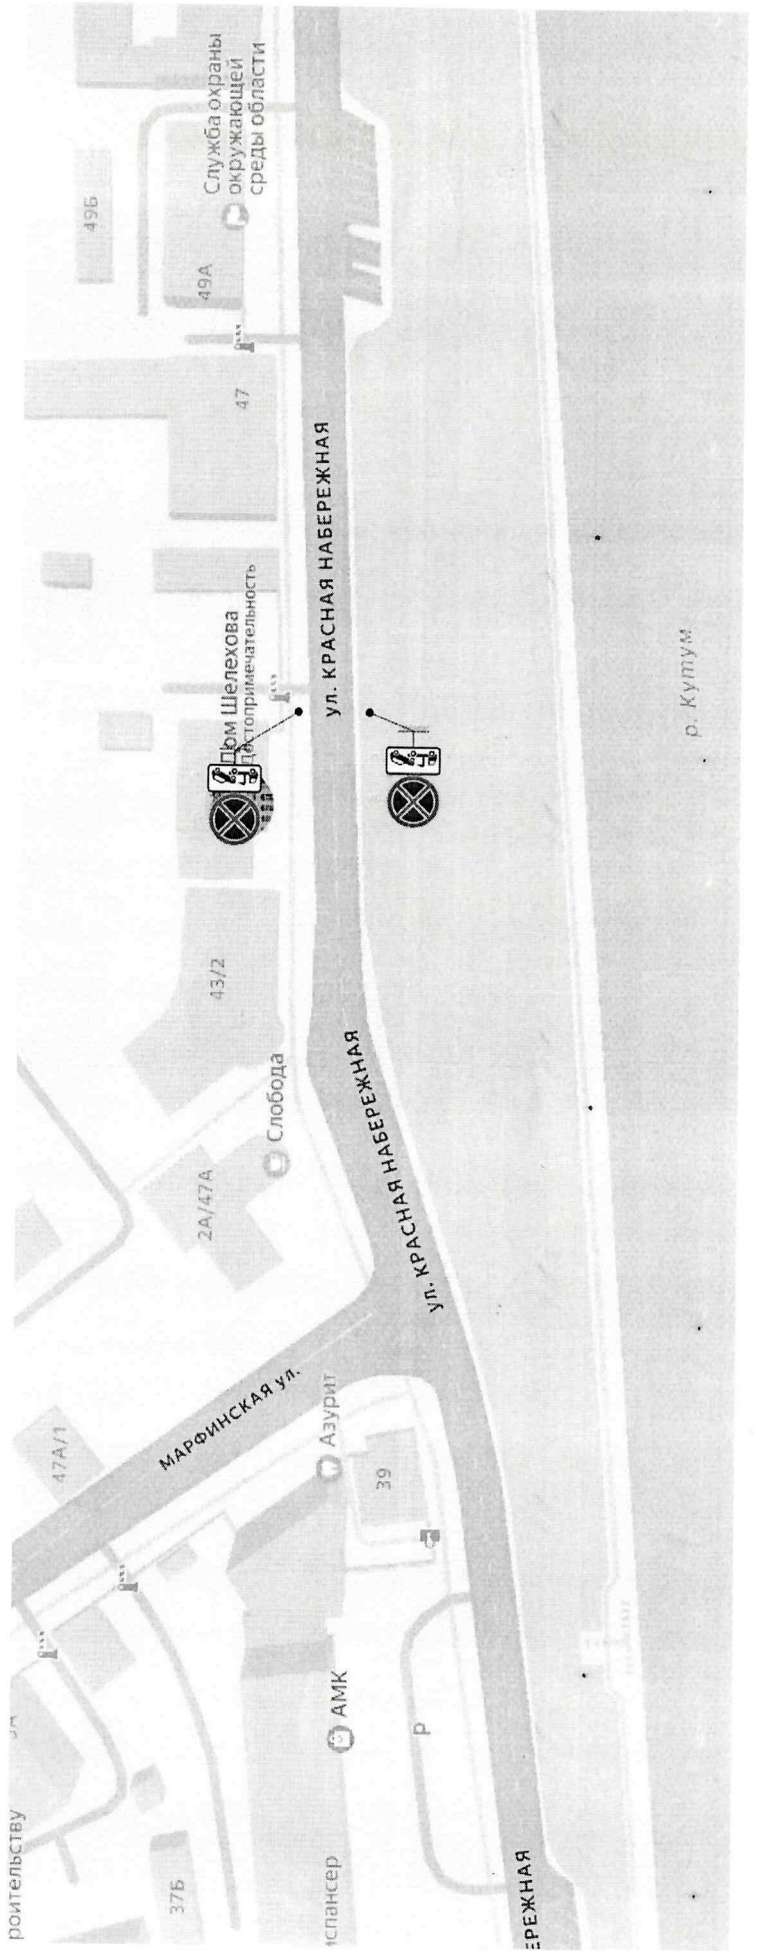 Служба охраны
окружающей
среды области
49Б
49А
47
ул. КРАСНАЯ НАБЕРЕЖНАЯ
Дом Шелехова
Достопримечательность
р. Кутум
43/2
Слобода
2А/47А
ул. КРАСНАЯ НАБЕРЕЖНАЯ
МАРФИНСКАЯ ул.
47А/1
Азурит
39
АМК
Р
37Б
роительству
испансер
ЕРЕЖНАЯ